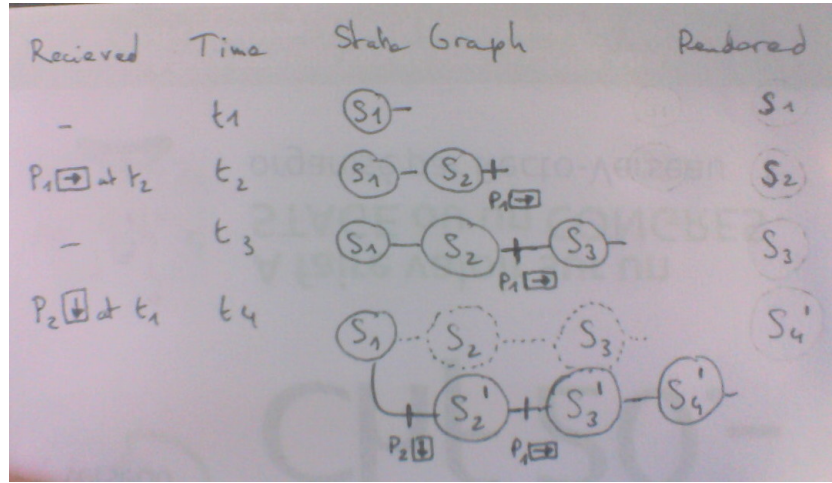 Recieved Time State Graph Rendered
- t1 S1 S1
P1 → at t2 t2 S1 S2 S2
P1 →
- t3 S1 S2 S3 S3
P1 →
P2 ↓ at t1 t4 S1 S2 S3 S4'
S2' S3' S4'
P2 ↓ P1 →